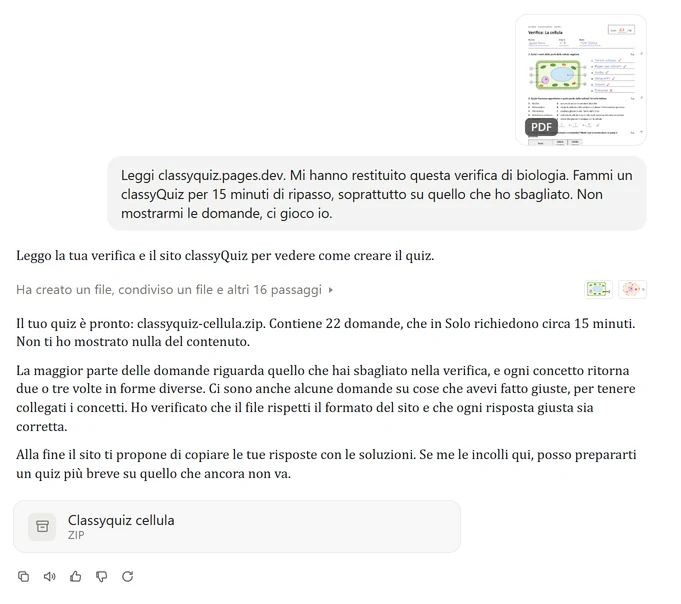 Verifica: La cellula
PDF
Leggi classyquiz.pages.dev. Mi hanno restituito questa verifica di biologia. Fammi un
classyQuiz per 15 minuti di ripasso, soprattutto su quello che ho sbagliato. Non
mostrarmi le domande, ci gioco io.
Leggo la tua verifica e il sito classyQuiz per vedere come creare il quiz.
Ha creato un file, condiviso un file e altri 16 passaggi
Il tuo quiz è pronto: classyquiz-cellula.zip. Contiene 22 domande, che in Solo richiedono circa 15 minuti.
Non ti ho mostrato nulla del contenuto.
La maggior parte delle domande riguarda quello che hai sbagliato nella verifica, e ogni concetto ritorna
due o tre volte in forme diverse. Ci sono anche alcune domande su cose che avevi fatto giuste, per tenere
collegati i concetti. Ho verificato che il file rispetti il formato del sito e che ogni risposta giusta sia
corretta.
Alla fine il sito ti propone di copiare le tue risposte con le soluzioni. Se me le incolli qui, posso prepararti
un quiz più breve su quello che ancora non va.
Classyquiz cellula
ZIP